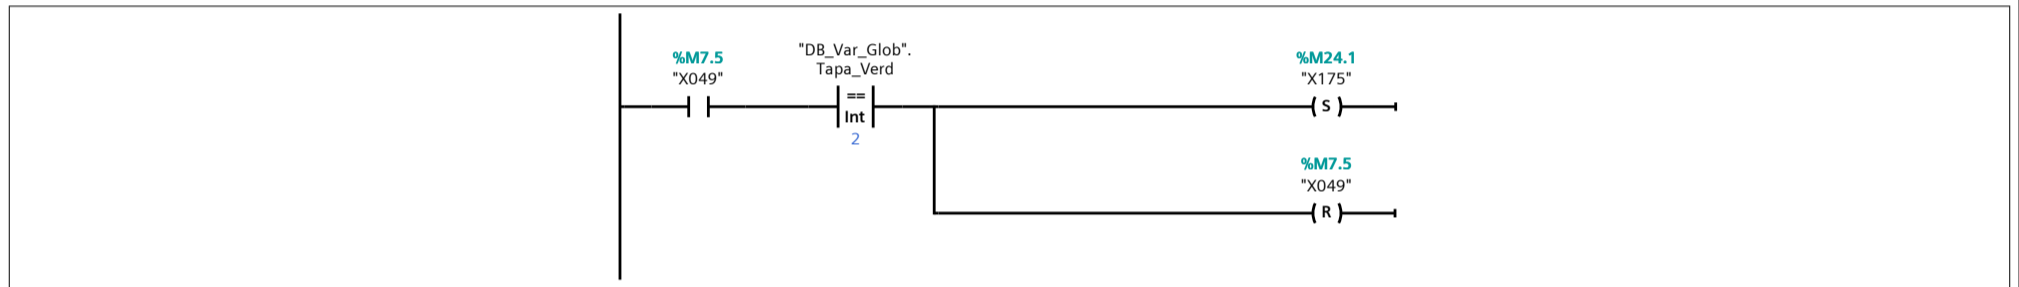 %M7.5
"X049"
"DB_Var_Glob".
Tapa_Verd
==
Int
2
%M24.1
"X175"
S
%M7.5
"X049"
R